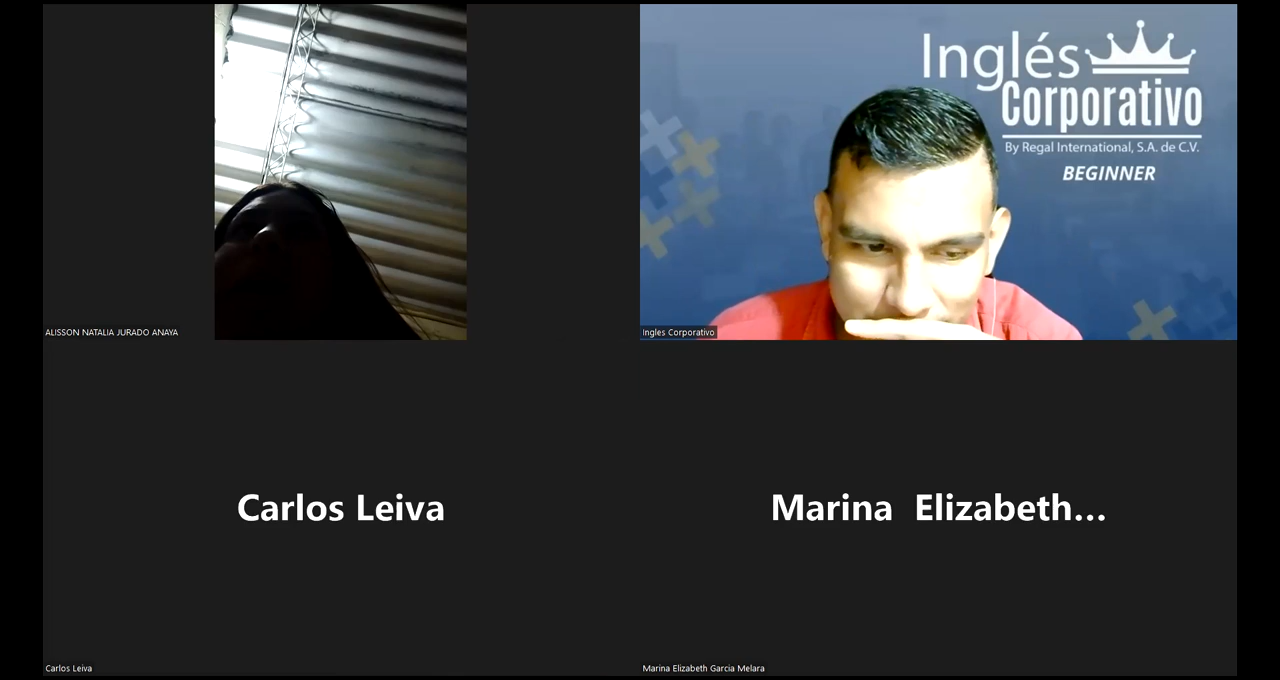 Inglés
Corporativo
By Regal International, S.A. de C.V.
BEGINNER
ALISSON NATALIA JURADO ANAYA
Ingles Corporativo
Carlos Leiva
Marina Elizabeth...
Carlos Leiva
Marina Elizabeth Garcia Melara